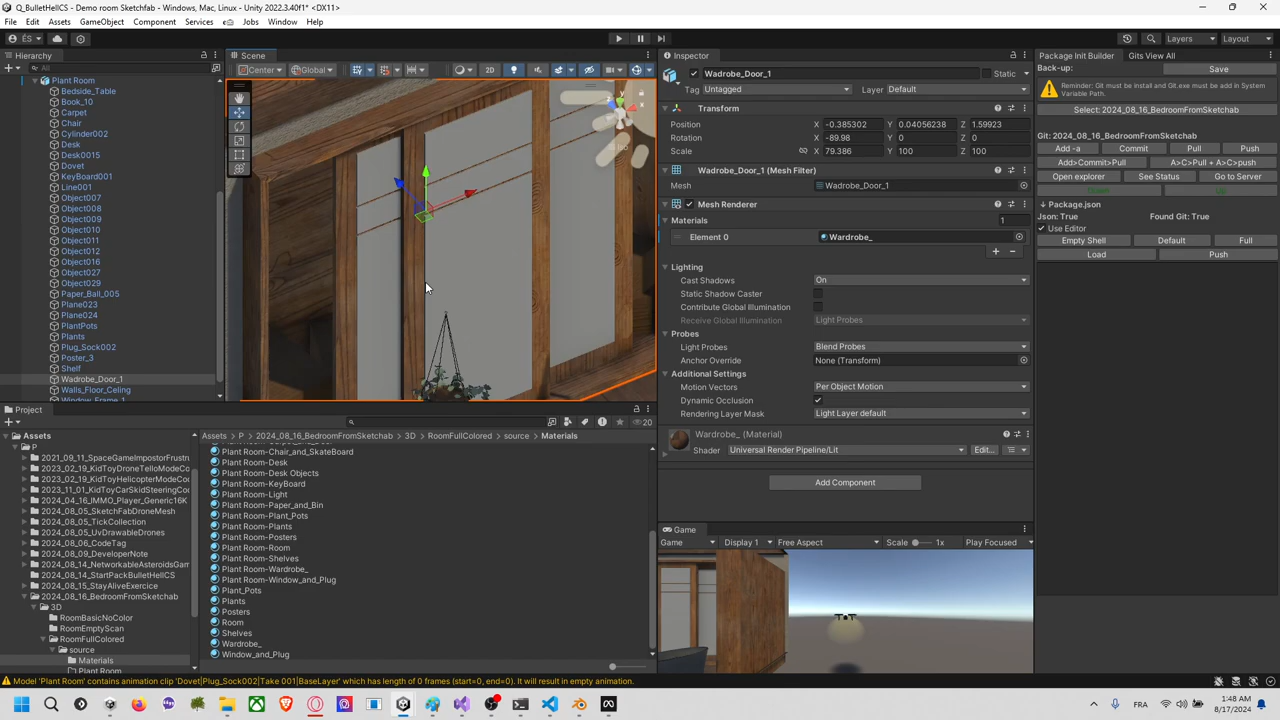 Q_BulletHellCS - Demo room Sketchfab - Windows, Mac, Linux - Unity 2022.3.40f1* <DX11>
File Edit Assets GameObject Component Services Jobs Window Help
ÉS Layers Layout
Hierarchy
All
Plant Room
Bedside_Table
Book_10
Carpet
Chair
Cylinder002
Desk
Desk0015
Dovet
KeyBoard001
Line001
Object007
Object008
Object009
Object010
Object011
Object012
Object016
Object027
Object029
Paper_Ball_005
Plane023
Plane024
PlantPots
Plants
Plug_Sock002
Poster_3
Shelf
Wadrobe_Door_1
Walls_Floor_Celing
Window_Frame_1
Scene
Center Global 2D
Iso
Project
20
Assets
P
2021_09_11_SpaceGameImpostorFrustr
2023_02_19_KidToyDroneTelloModeCo
2023_02_19_KidToyHelicopterModeCod
2023_11_01_KidToyCarSkidSteeringCod
2024_04_16_IMMO_Player_Generic16K
2024_08_05_SketchFabDroneMesh
2024_08_05_TickCollection
2024_08_05_UvDrawableDrones
2024_08_06_CodeTag
2024_08_09_DeveloperNote
2024_08_14_NetworkableAsteroidsGam
2024_08_14_StartPackBulletHellCS
2024_08_15_StayAliveExercice
2024_08_16_BedroomFromSketchab
3D
RoomBasicNoColor
RoomEmptyScan
RoomFullColored
source
Materials
Plant Room
Assets > P > 2024_08_16_BedroomFromSketchab > 3D > RoomFullColored > source > Materials
Plant Room-Chair_and_SkateBoard
Plant Room-Desk
Plant Room-Desk Objects
Plant Room-KeyBoard
Plant Room-Light
Plant Room-Paper_and_Bin
Plant Room-Plant_Pots
Plant Room-Plants
Plant Room-Posters
Plant Room-Room
Plant Room-Shelves
Plant Room-Wardrobe_
Plant Room-Window_and_Plug
Plant_Pots
Plants
Posters
Room
Shelves
Wardrobe_
Window_and_Plug
Inspector
Wadrobe_Door_1 Static
Tag Untagged Layer Default
Transform
Position X -0.385302 Y 0.04056238 Z 1.59923
Rotation X -89.98 Y 0 Z 0
Scale X 79.386 Y 100 Z 100
Wadrobe_Door_1 (Mesh Filter)
Mesh Wadrobe_Door_1
Mesh Renderer
Materials 1
Element 0 Wardrobe_
Lighting
Cast Shadows On
Static Shadow Caster
Contribute Global Illumination
Receive Global Illumination Light Probes
Probes
Light Probes Blend Probes
Anchor Override None (Transform)
Additional Settings
Motion Vectors Per Object Motion
Dynamic Occlusion
Rendering Layer Mask Light Layer default
Wardrobe_ (Material)
Shader Universal Render Pipeline/Lit Edit...
Add Component
Game
Game Display 1 Free Aspect Scale 1x Play Focused
Package Init Builder Gits View All
Back-up: Save
Reminder: Git must be install and Git.exe must be add in System Variable Path.
Select: 2024_08_16_BedroomFromSketchab
Git: 2024_08_16_BedroomFromSketchab
Add -a Commit Pull Push
Add>Commit>Pull A>C>Pull + A>C>push
Open explorer See Status Go to Server
Up
Package.json
Json: True Found Git: True
Use Editor
Empty Shell Default Full
Load Push
Model 'Plant Room' contains animation clip 'Dovet|Plug_Sock002|Take 001|BaseLayer' which has length of 0 frames (start=0, end=0). It will result in empty animation.
FRA 1:48 AM
8/17/2024